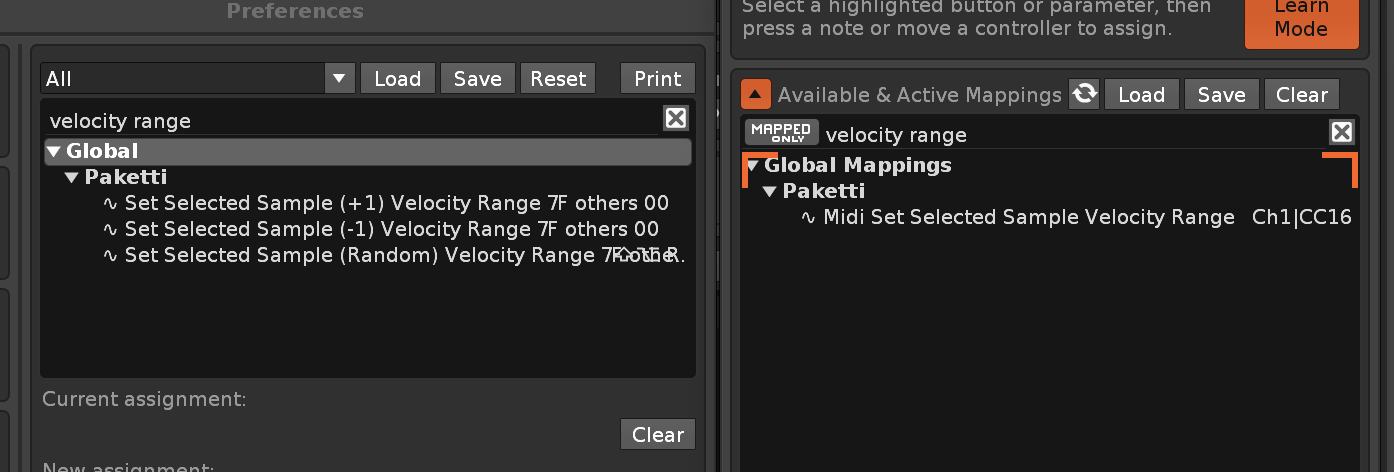 Preferences
All
Load
Save
Reset
Print
velocity range
Global
Paketti
Set Selected Sample (+1) Velocity Range 7F others 00
Set Selected Sample (-1) Velocity Range 7F others 00
Set Selected Sample (Random) Velocity Range
Current assignment:
Clear
New assignment:
Select a highlighted button or parameter, then
press a note or move a controller to assign.
Learn
Mode
Available & Active Mappings
Load
Save
Clear
MAPPED
ONLY
velocity range
Global Mappings
Paketti
Midi Set Selected Sample Velocity Range Ch1|CC16